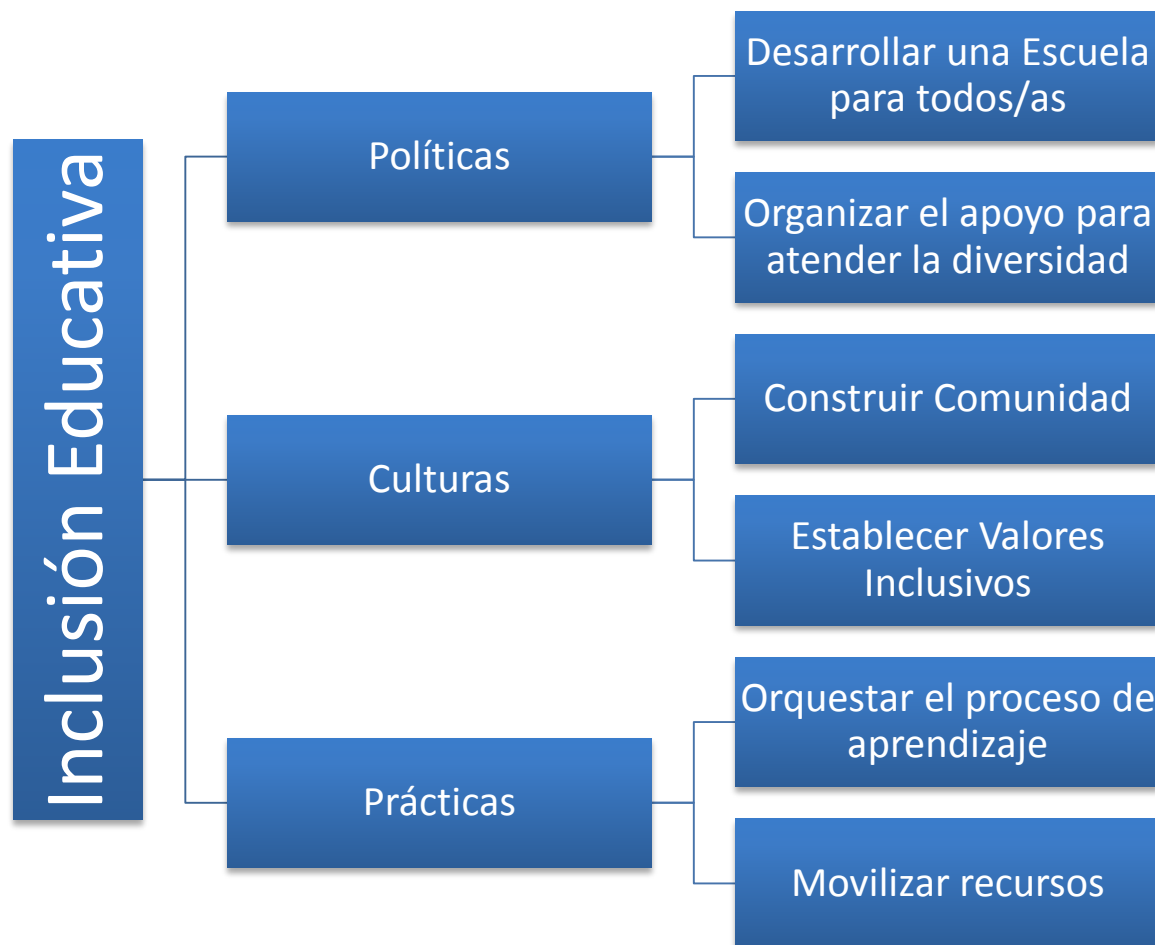 Inclusión Educativa
Políticas
Desarrollar una Escuela
para todos/as
Organizar el apoyo para
atender la diversidad
Culturas
Construir Comunidad
Establecer Valores
Inclusivos
Prácticas
Orquestar el proceso de
aprendizaje
Movilizar recursos